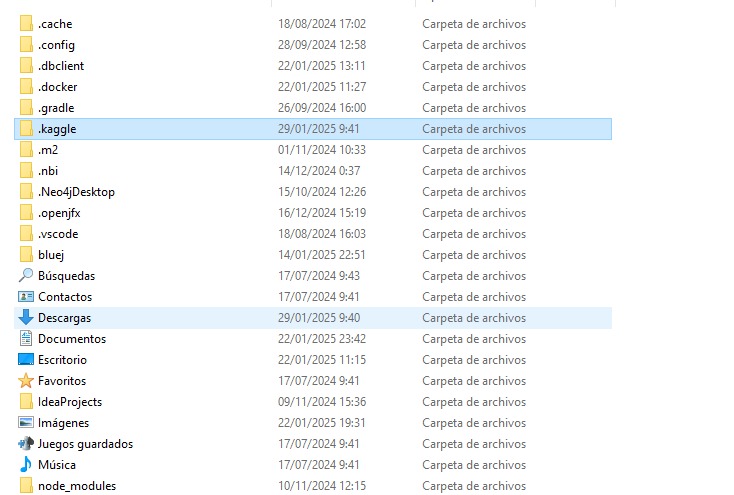 .cache 18/08/2024 17:02 Carpeta de archivos
.config 28/09/2024 12:58 Carpeta de archivos
.dbclient 22/01/2025 13:11 Carpeta de archivos
.docker 22/01/2025 11:27 Carpeta de archivos
.gradle 26/09/2024 16:00 Carpeta de archivos
.kaggle 29/01/2025 9:41 Carpeta de archivos
.m2 01/11/2024 10:33 Carpeta de archivos
.nbi 14/12/2024 0:37 Carpeta de archivos
.Neo4jDesktop 15/10/2024 12:26 Carpeta de archivos
.openjfx 16/12/2024 15:19 Carpeta de archivos
.vscode 18/08/2024 16:03 Carpeta de archivos
bluej 14/01/2025 22:51 Carpeta de archivos
Búsquedas 17/07/2024 9:43 Carpeta de archivos
Contactos 17/07/2024 9:41 Carpeta de archivos
Descargas 29/01/2025 9:40 Carpeta de archivos
Documentos 22/01/2025 23:42 Carpeta de archivos
Escritorio 22/01/2025 11:15 Carpeta de archivos
Favoritos 17/07/2024 9:41 Carpeta de archivos
IdeaProjects 09/11/2024 15:36 Carpeta de archivos
Imágenes 22/01/2025 19:31 Carpeta de archivos
Juegos guardados 17/07/2024 9:41 Carpeta de archivos
Música 17/07/2024 9:41 Carpeta de archivos
node_modules 10/11/2024 12:15 Carpeta de archivos